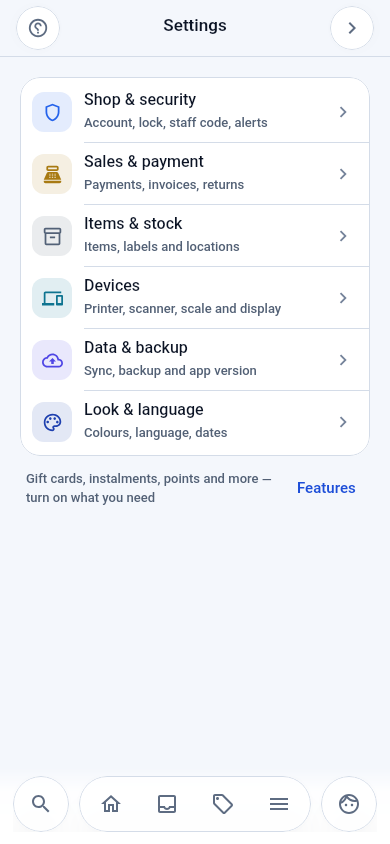 Settings
Shop & security
Account, lock, staff code, alerts
Sales & payment
Payments, invoices, returns
Items & stock
Items, labels and locations
Devices
Printer, scanner, scale and display
Data & backup
Sync, backup and app version
Look & language
Colours, language, dates
Gift cards, instalments, points and more —
turn on what you need
Features